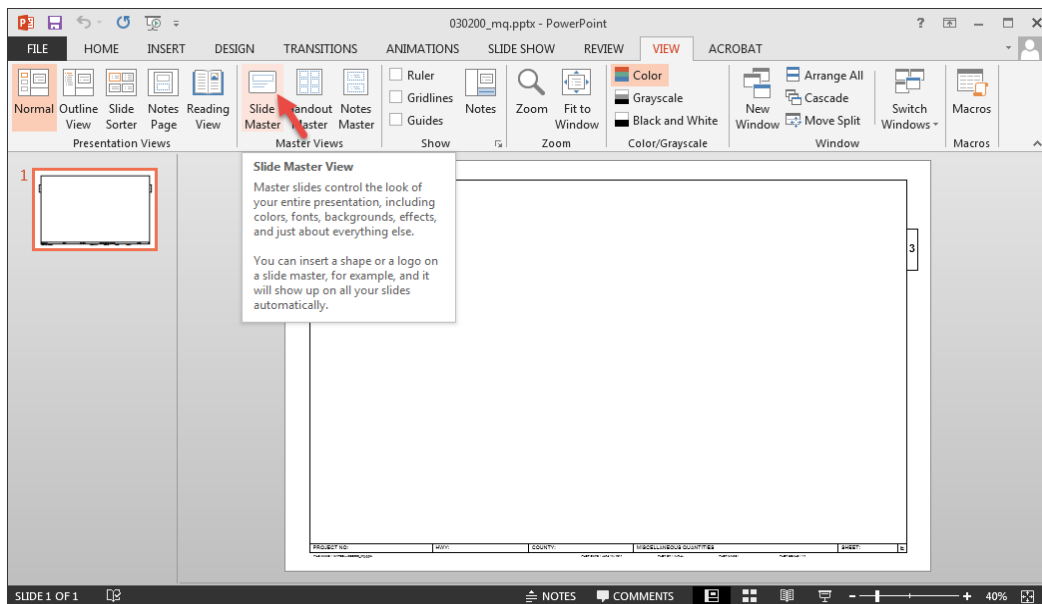 030200_mq.pptx - PowerPoint
FILE HOME INSERT DESIGN TRANSITIONS ANIMATIONS SLIDE SHOW REVIEW VIEW ACROBAT
Normal Outline View Slide Sorter Notes Page Reading View
Presentation Views
Slide Master Handout Master Notes Master
Master Views
Ruler
Gridlines
Guides
Notes
Show
Zoom Fit to Window
Zoom
Color
Grayscale
Black and White
Color/Grayscale
New Window
Arrange All
Cascade
Move Split
Switch Windows
Window
Macros
Macros
1
Slide Master View
Master slides control the look of
your entire presentation, including
colors, fonts, backgrounds, effects,
and just about everything else.
You can insert a shape or a logo on
a slide master, for example, and it
will show up on all your slides
automatically.
3
PROJECT NO: HWY: COUNTY: MISCELLANEOUS QUANTITIES SHEET: E
SLIDE 1 OF 1 NOTES COMMENTS 40%